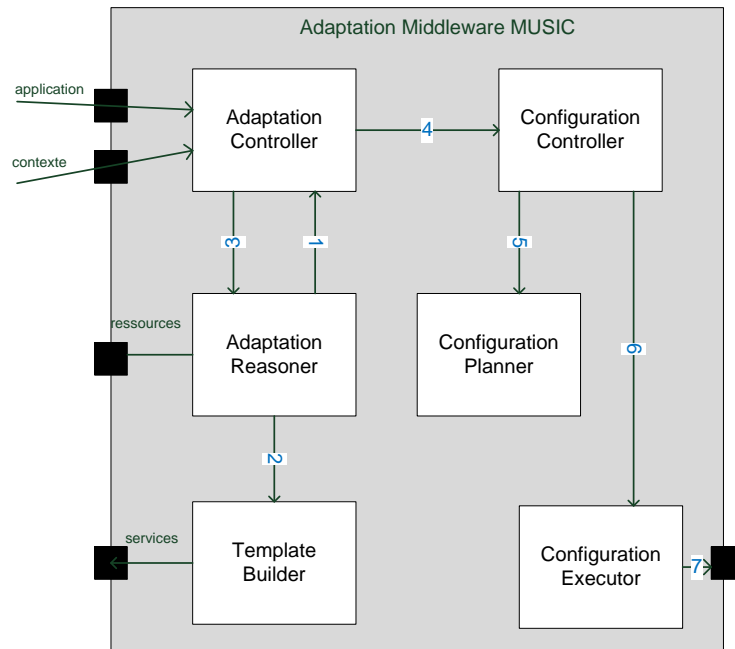 Adaptation Middleware MUSIC
application
contexte
Adaptation
Controller
4
Configuration
Controller
3
1
5
ressources
Adaptation
Reasoner
Configuration
Planner
6
2
services
Template
Builder
Configuration
Executor
7